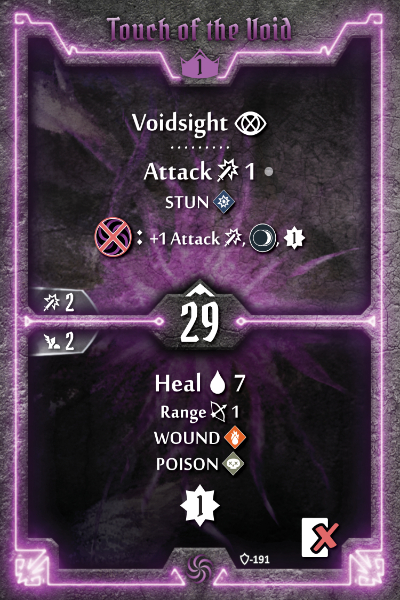 Touch of the Void
1
Voidsight
Attack 1
STUN
: +1 Attack , , 1
2
29
2
Heal 7
Range 1
WOUND
POISON
1
-191